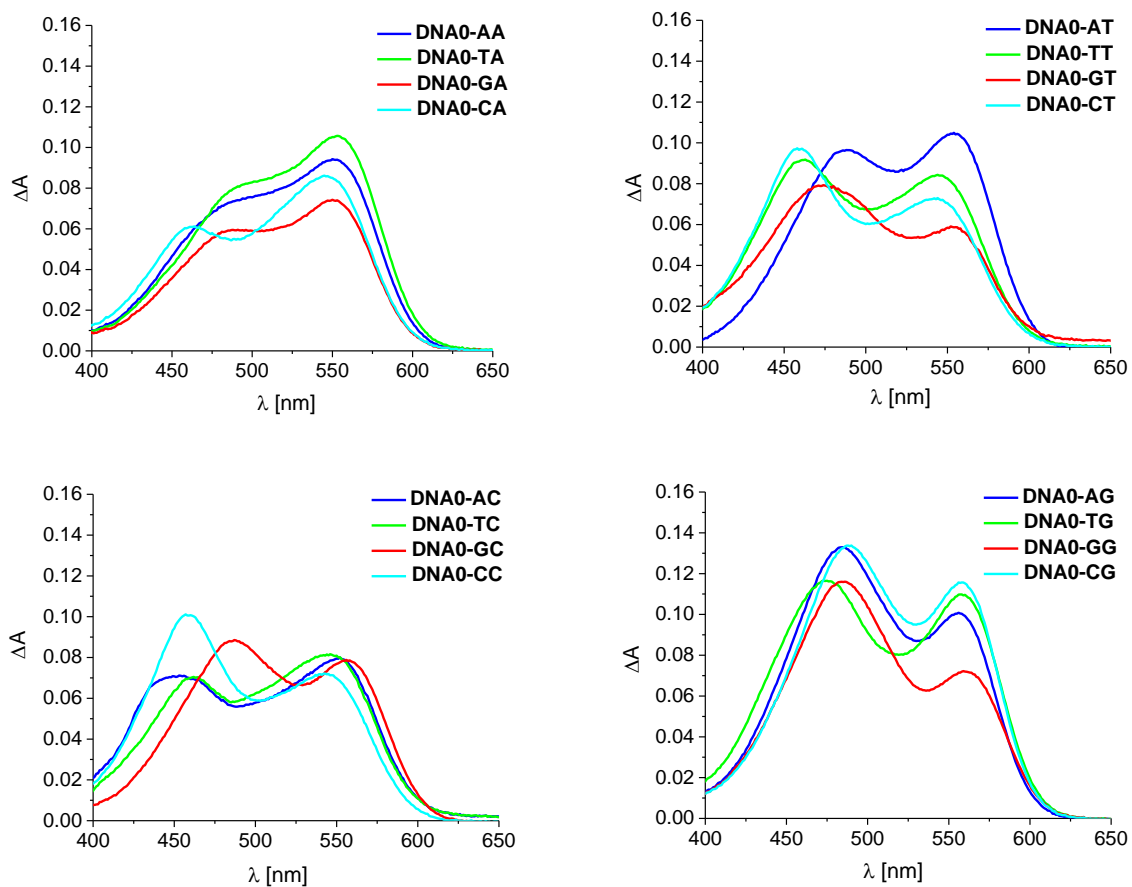 0.16
0.14
0.12
0.10
0.08
0.06
0.04
0.02
0.00
ΔA
DNA0-AA
DNA0-TA
DNA0-GA
DNA0-CA
400 450 500 550 600 650
λ [nm]
0.16
0.14
0.12
0.10
0.08
0.06
0.04
0.02
0.00
ΔA
DNA0-AT
DNA0-TT
DNA0-GT
DNA0-CT
400 450 500 550 600 650
λ [nm]
0.16
0.14
0.12
0.10
0.08
0.06
0.04
0.02
0.00
ΔA
DNA0-AC
DNA0-TC
DNA0-GC
DNA0-CC
400 450 500 550 600 650
λ [nm]
0.16
0.14
0.12
0.10
0.08
0.06
0.04
0.02
0.00
ΔA
DNA0-AG
DNA0-TG
DNA0-GG
DNA0-CG
400 450 500 550 600 650
λ [nm]